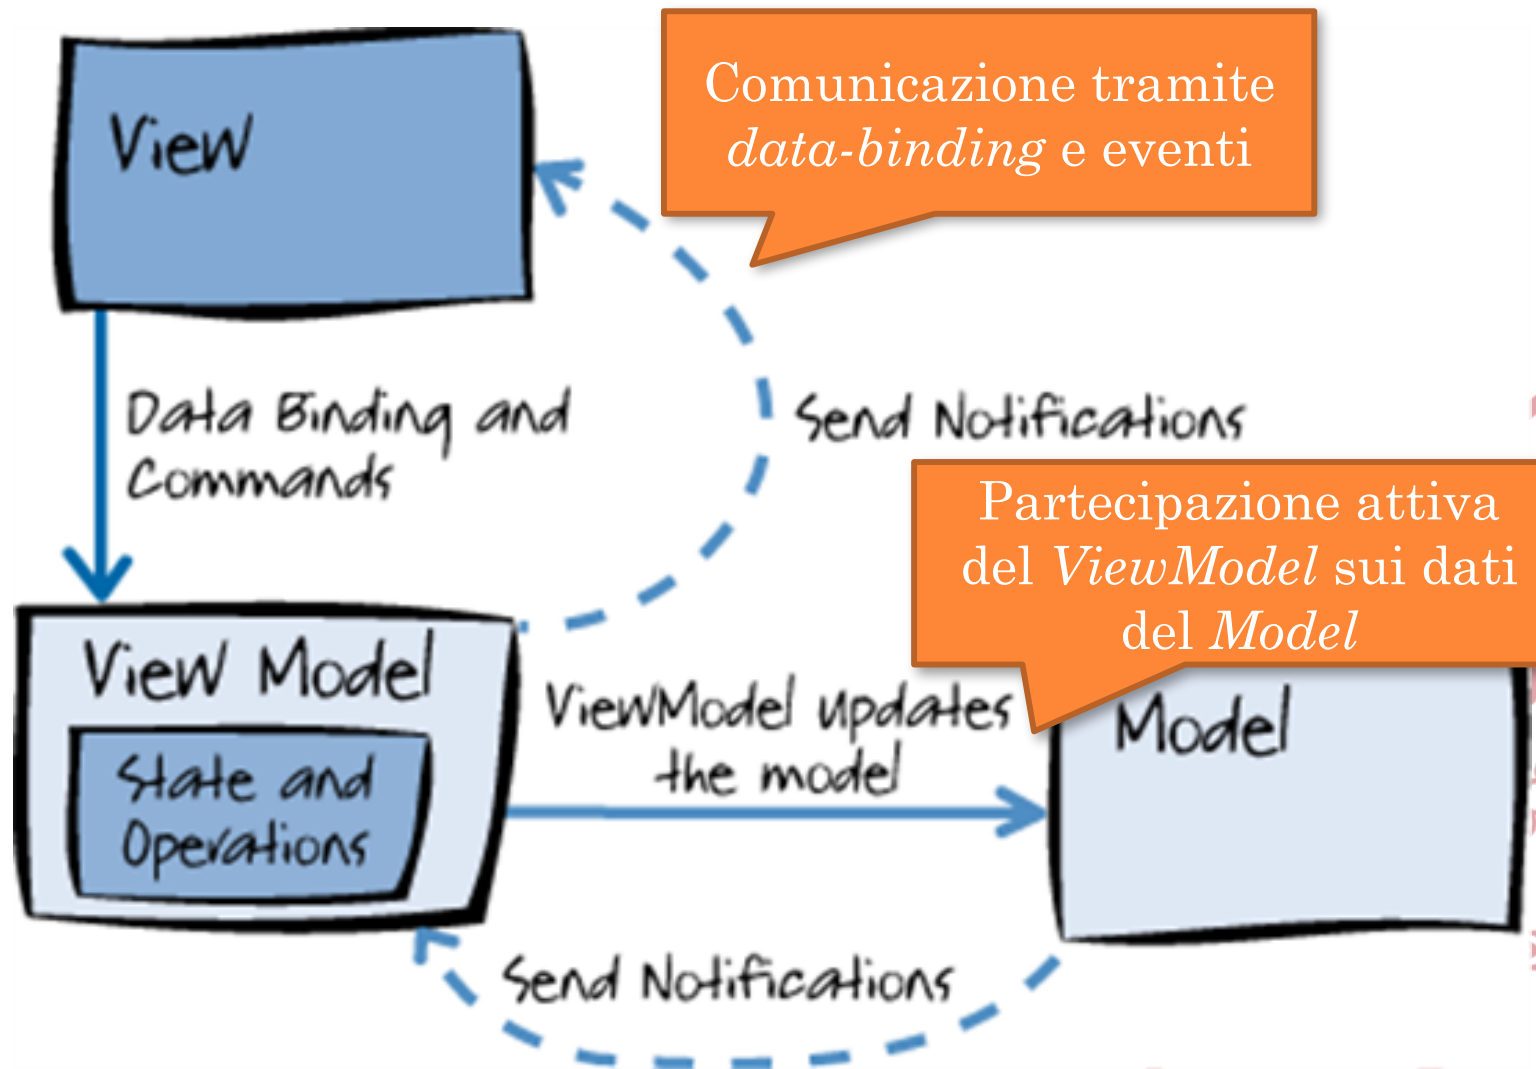 View
Comunicazione tramite
data-binding e eventi
Data Binding and
Commands
Send Notifications
Partecipazione attiva
del ViewModel sui dati
del Model
View Model
State and
Operations
ViewModel updates
the model
Model
Send Notifications